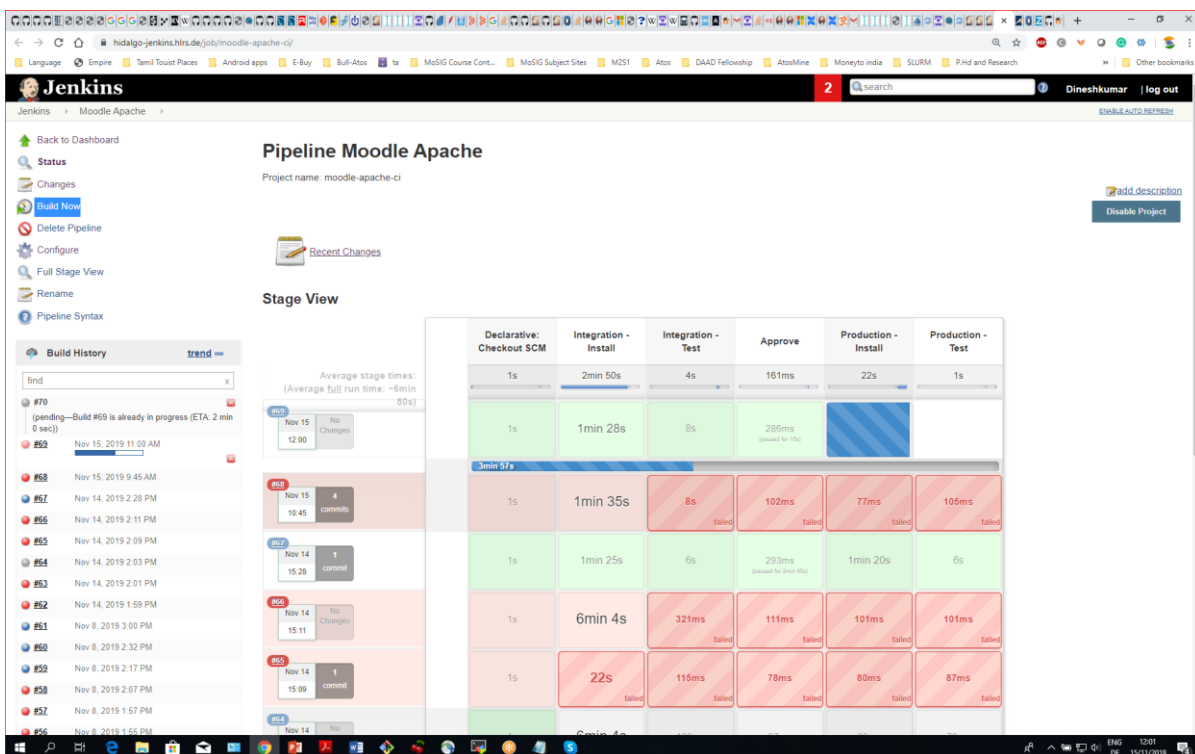 hidalgo-jenkins.hlrs.de/job/moodle-apache-ci/
Language Empire Tamil Touist Places Android apps E-Buy Bull-Atos ta MoSIG Course Cont... MoSIG Subject Sites M2S1 Atos DAAD Fellowship AtosMine Moneyto india SLURM P.Hd and Research » Other bookmarks
Jenkins 2 search Dineshkumar | log out
Jenkins Moodle Apache ENABLE AUTO REFRESH
Back to Dashboard
Status
Changes
Build Now
Delete Pipeline
Configure
Full Stage View
Rename
Pipeline Syntax
Pipeline Moodle Apache
Project name: moodle-apache-ci
add description
Disable Project
Recent Changes
Stage View
Build History trend
find x
#70
(pending—Build #69 is already in progress (ETA: 2 min
0 sec))
#69 Nov 15, 2019 11:00 AM
#68 Nov 15, 2019 9:45 AM
#67 Nov 14, 2019 2:28 PM
#66 Nov 14, 2019 2:11 PM
#65 Nov 14, 2019 2:09 PM
#64 Nov 14, 2019 2:03 PM
#63 Nov 14, 2019 2:01 PM
#62 Nov 14, 2019 1:59 PM
#61 Nov 8, 2019 3:00 PM
#60 Nov 8, 2019 2:32 PM
#59 Nov 8, 2019 2:17 PM
#58 Nov 8, 2019 2:07 PM
#57 Nov 8, 2019 1:57 PM
#56 Nov 8, 2019 1:55 PM
Declarative: Integration - Integration - Approve Production - Production -
Checkout SCM Install Test Install Test
Average stage times:
(Average full run time: ~6min
50s)
1s 2min 50s 4s 161ms 22s 1s
#69
Nov 15 No
Changes
12:00
1s 1min 28s 8s 286ms
(paused for 18s)
3min 57s
#68
Nov 15 4
10:45 commits
1s 1min 35s 8s 102ms 77ms 105ms
failed failed failed failed
#67
Nov 14 1
15:28 commit
1s 1min 25s 6s 293ms 1min 20s 6s
(paused for 3min 45s)
#66
Nov 14 No
Changes
15:11
1s 6min 4s 321ms 111ms 101ms 101ms
failed failed failed failed
#65
Nov 14 1
15:09 commit
1s 22s 115ms 78ms 80ms 87ms
failed failed failed failed failed
#64
Nov 14 No
ENG 12:01
DE 15/11/2019